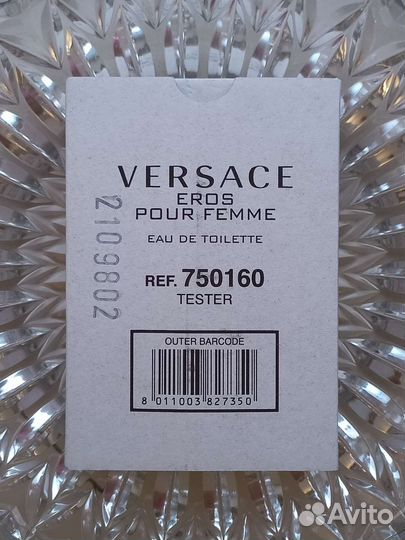 VERSACE
EROS
POUR FEMME
EAU DE TOILETTE
REF. 750160
TESTER
OUTER BARCODE
8 011003 827350
2109802
Avito